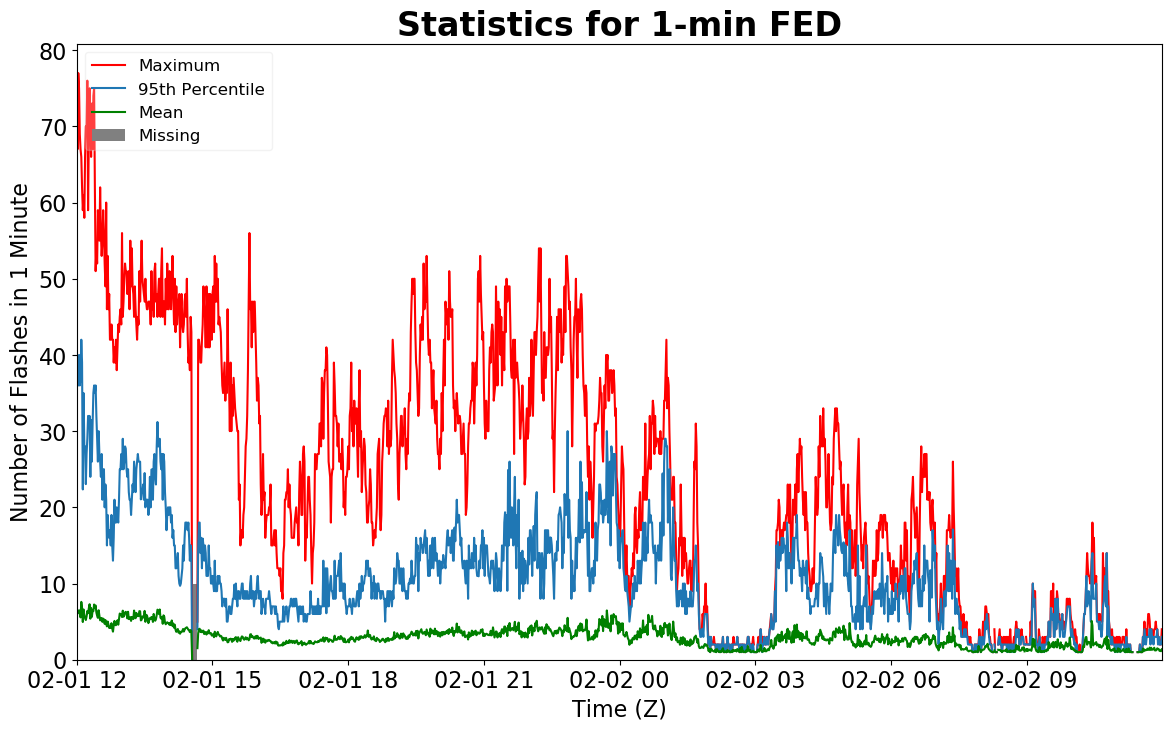 Statistics for 1-min FED
Number of Flashes in 1 Minute
80
70
60
50
40
30
20
10
0
Maximum
95th Percentile
Mean
Missing
02-01 12
02-01 15
02-01 18
02-01 21
02-02 00
02-02 03
02-02 06
02-02 09
Time (Z)